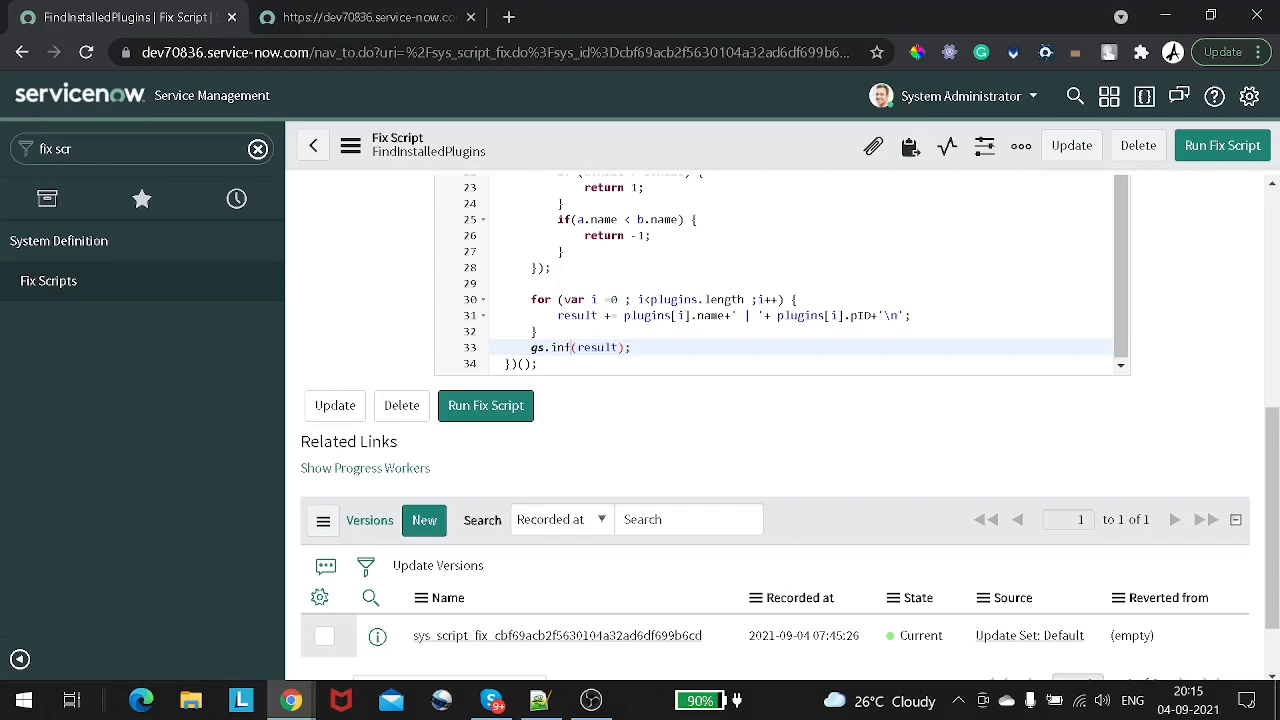 FindInstalledPlugins | Fix Script |
https://dev70836.service-now.com/
dev70836.service-now.com/nav_to.do?uri=%2Fsys_script_fix.do%3Fsys_id%3Dcbf69acb2f5630104a32ad6df699b6...
Update
servicenow Service Management
System Administrator
fix scr
System Definition
Fix Scripts
Fix Script
FindInstalledPlugins
Update
Delete
Run Fix Script
23 return 1;
24 }
25 if(a.name < b.name) {
26 return -1;
27 }
28 });
29
30 for (var i =0 ; i<plugins.length ;i++) {
31 result += plugins[i].name+' | '+ plugins[i].pID+'\n';
32 }
33 gs.inf(result);
34 })();
Update
Delete
Run Fix Script
Related Links
Show Progress Workers
Versions New Search Recorded at Search 1 to 1 of 1
Update Versions
Name Recorded at State Source Reverted from
sys_script_fix_cbf69acb2f5630104a32ad6df699b6cd 2021-09-04 07:45:26 Current Update Set: Default (empty)
90% 26°C Cloudy ENG 20:15
04-09-2021